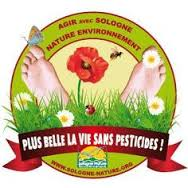 AGIR AVEC SOLOGNE
NATURE ENVIRONNEMENT
PLUS BELLE LA VIE SANS PESTICIDES !
WWW.SOLOGNE-NATURE.ORG